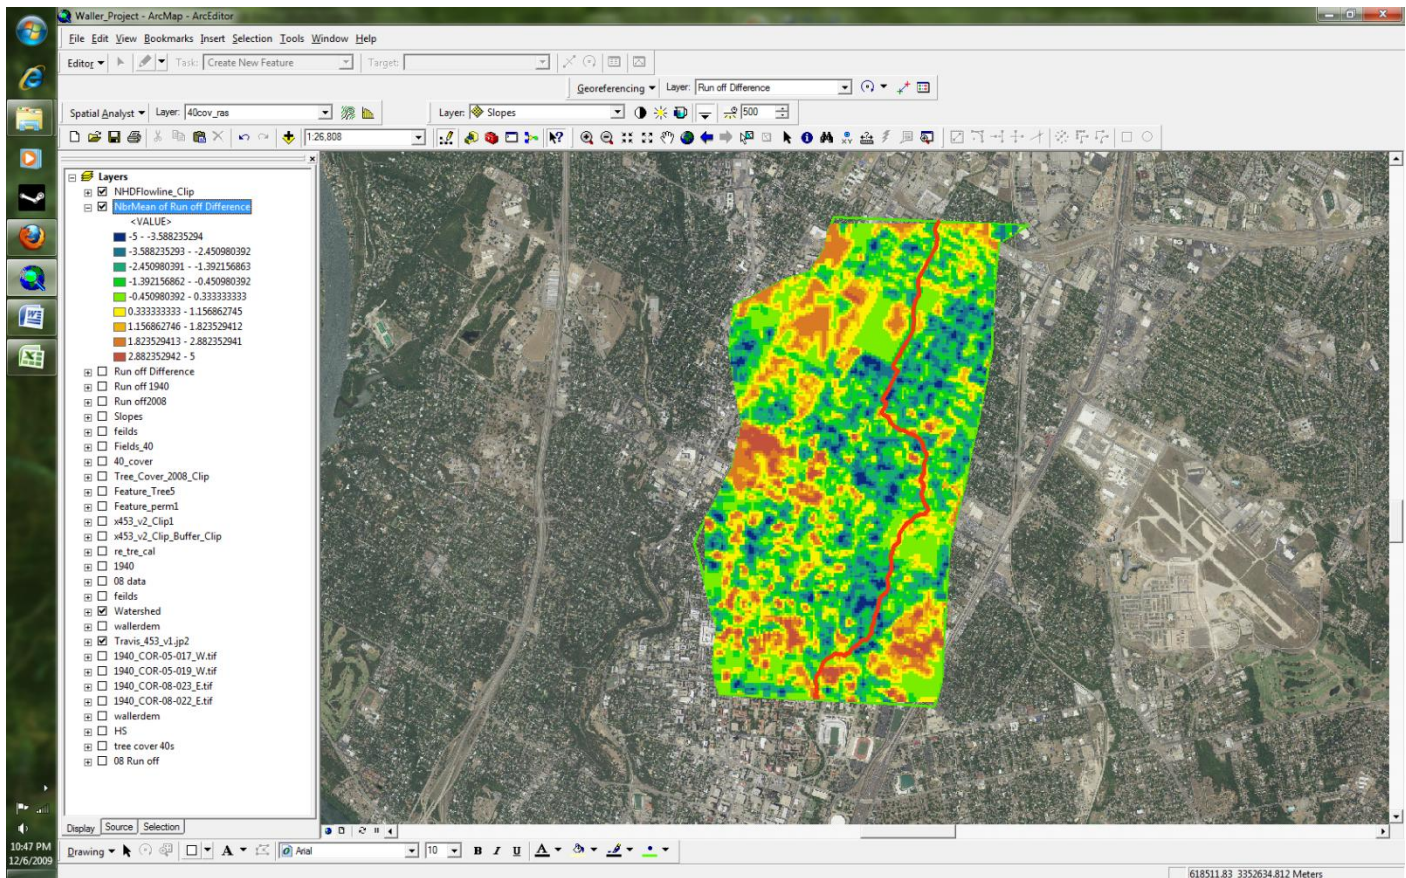 Waller_Project - ArcMap - ArcEditor
File Edit View Bookmarks Insert Selection Tools Window Help
Editor Task: Create New Feature Target:
Georeferencing Layer: Run off Difference
Spatial Analyst Layer: 40cov_ras Layer: Slopes 500
1:26,808
Layers
NHDFlowline_Clip
NbrMean of Run off Difference
<VALUE>
-5 - -3.588235294
-3.588235293 - -2.450980392
-2.450980391 - -1.392156863
-1.392156862 - -0.450980392
-0.450980392 - 0.333333333
0.333333333 - 1.156862745
1.156862746 - 1.823529412
1.823529413 - 2.882352941
2.882352942 - 5
Run off Difference
Run off 1940
Run off2008
Slopes
feilds
Fields_40
40_cover
Tree_Cover_2008_Clip
Feature_Tree5
Feature_perm1
x453_v2_Clip1
x453_v2_Clip_Buffer_Clip
re_tre_cal
1940
08 data
feilds
Watershed
wallerdem
Travis_453_v1.jp2
1940_COR-05-017_W.tif
1940_COR-05-019_W.tif
1940_COR-08-023_E.tif
1940_COR-08-022_E.tif
wallerdem
HS
tree cover 40s
08 Run off
Display Source Selection
Drawing A Arial 10 B I U A
10:47 PM
12/6/2009
618511.83 3352634.812 Meters